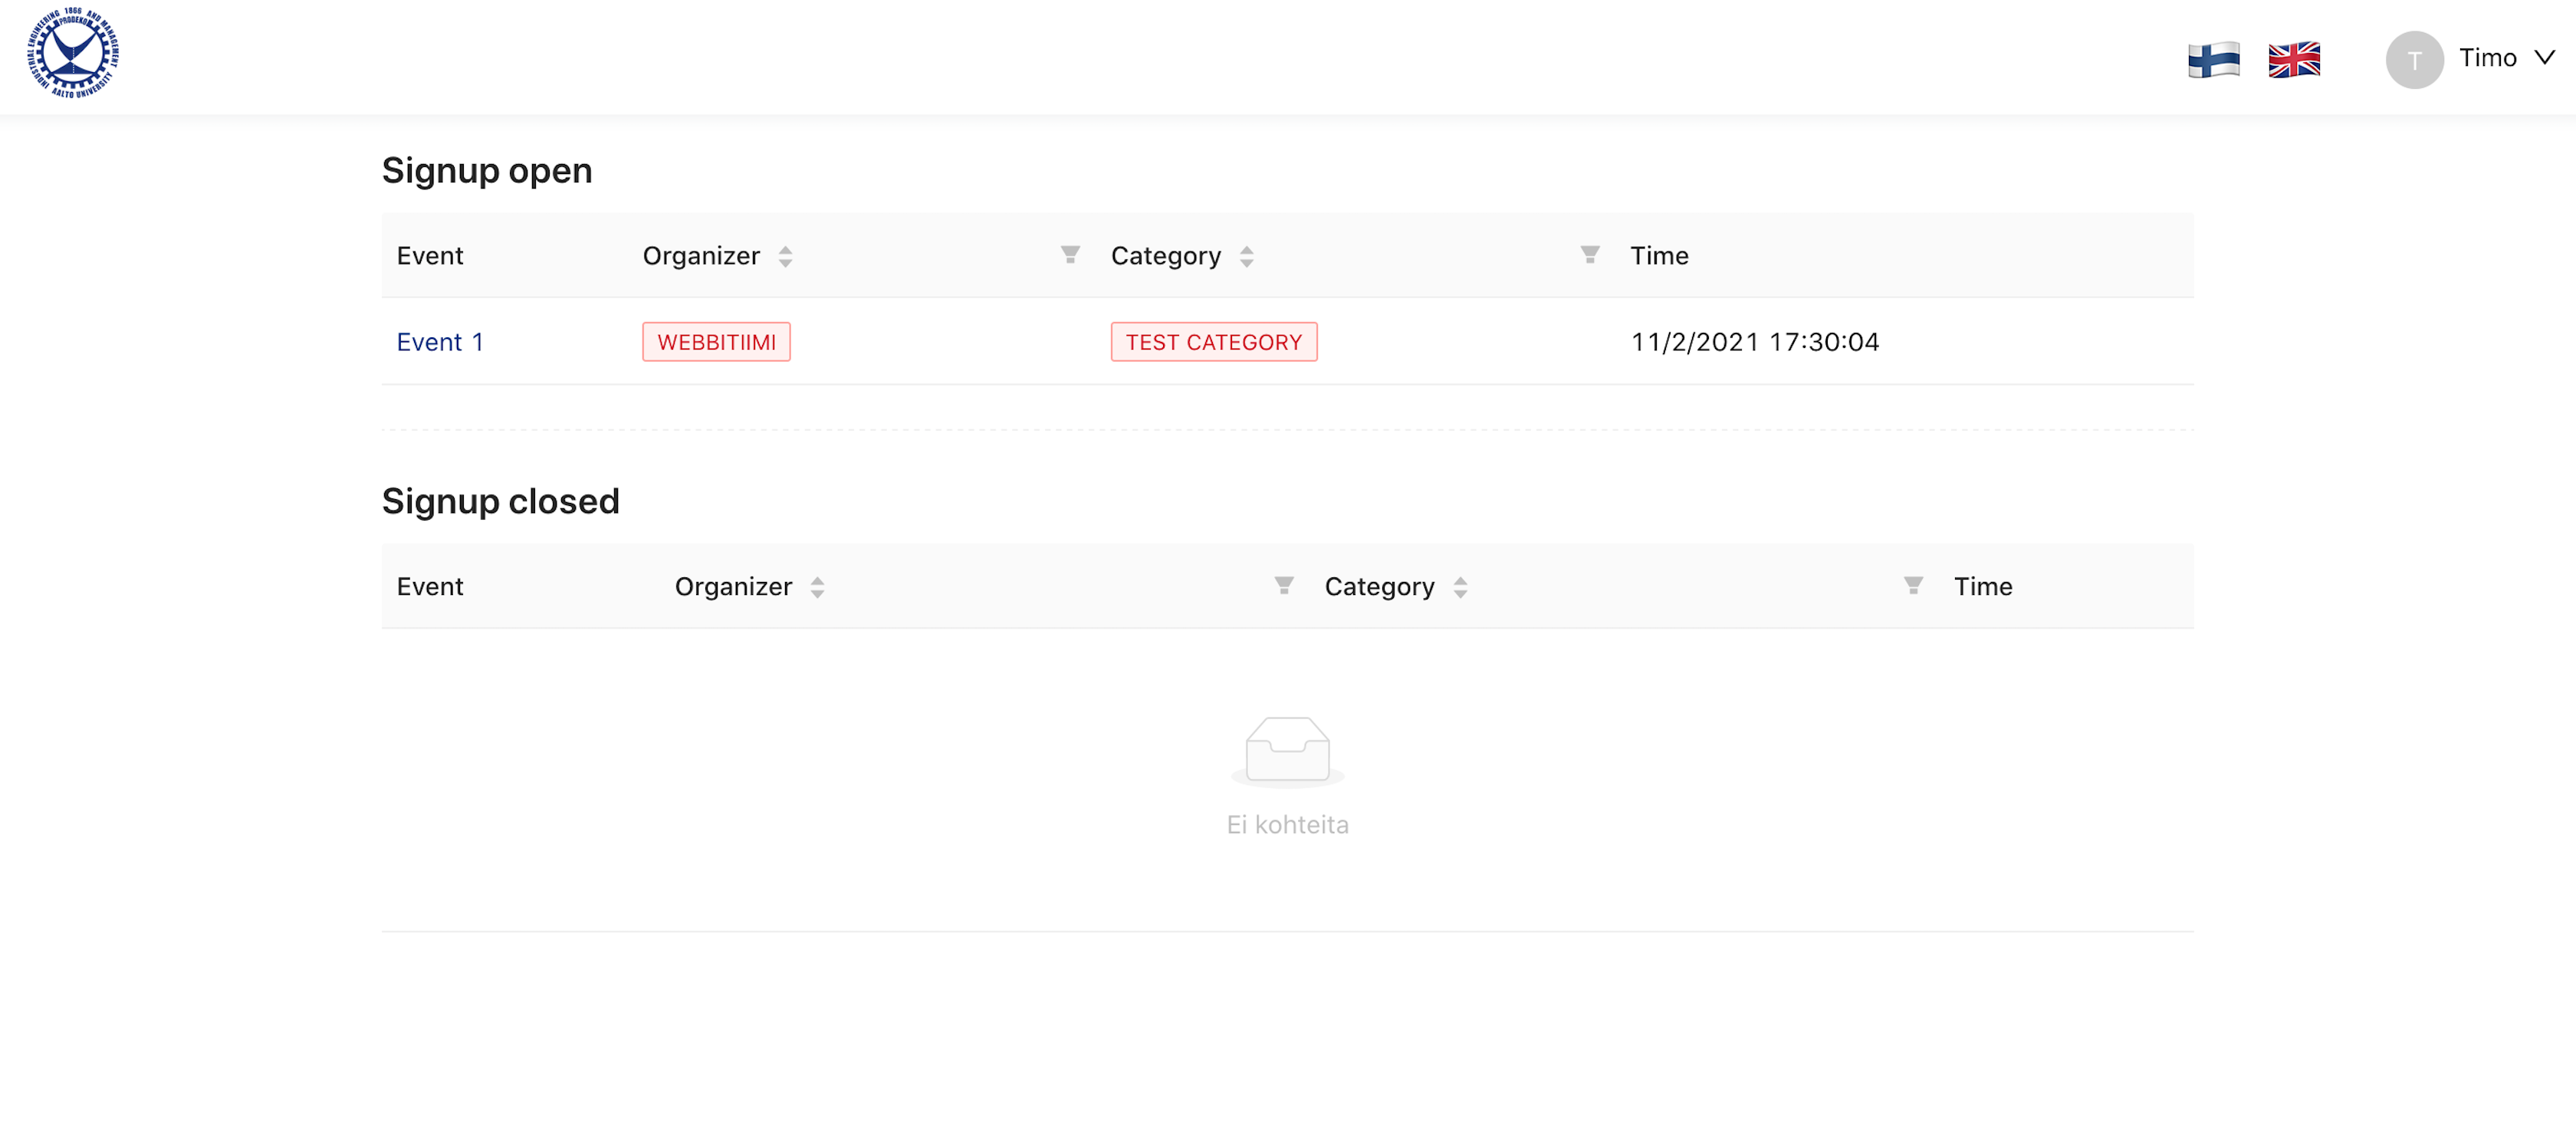 INDUSTRIAL ENGINEERING 1966 AND MANAGEMENT AALTO UNIVERSITY
PRODEKO
T Timo
Signup open
Event Organizer Category Time
Event 1 WEBBITIIMI TEST CATEGORY 11/2/2021 17:30:04
Signup closed
Event Organizer Category Time
Ei kohteita